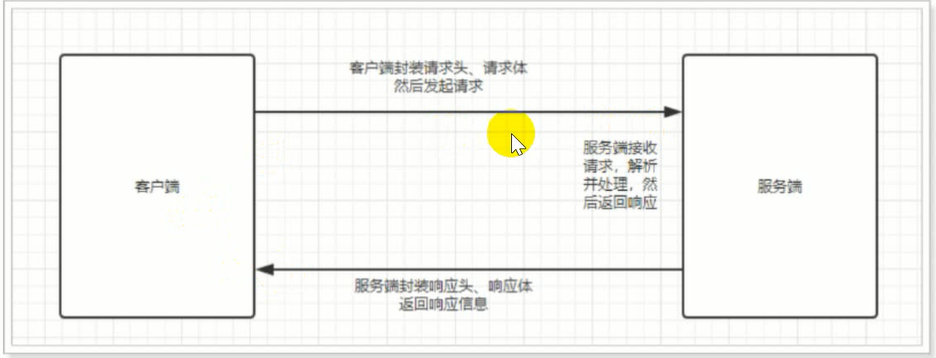 客户端封装请求头、请求体
然后发起请求
客户端
服务端接收
请求，解析
并处理，然
后返回响应
服务端
服务端封装响应头、响应体
返回响应信息